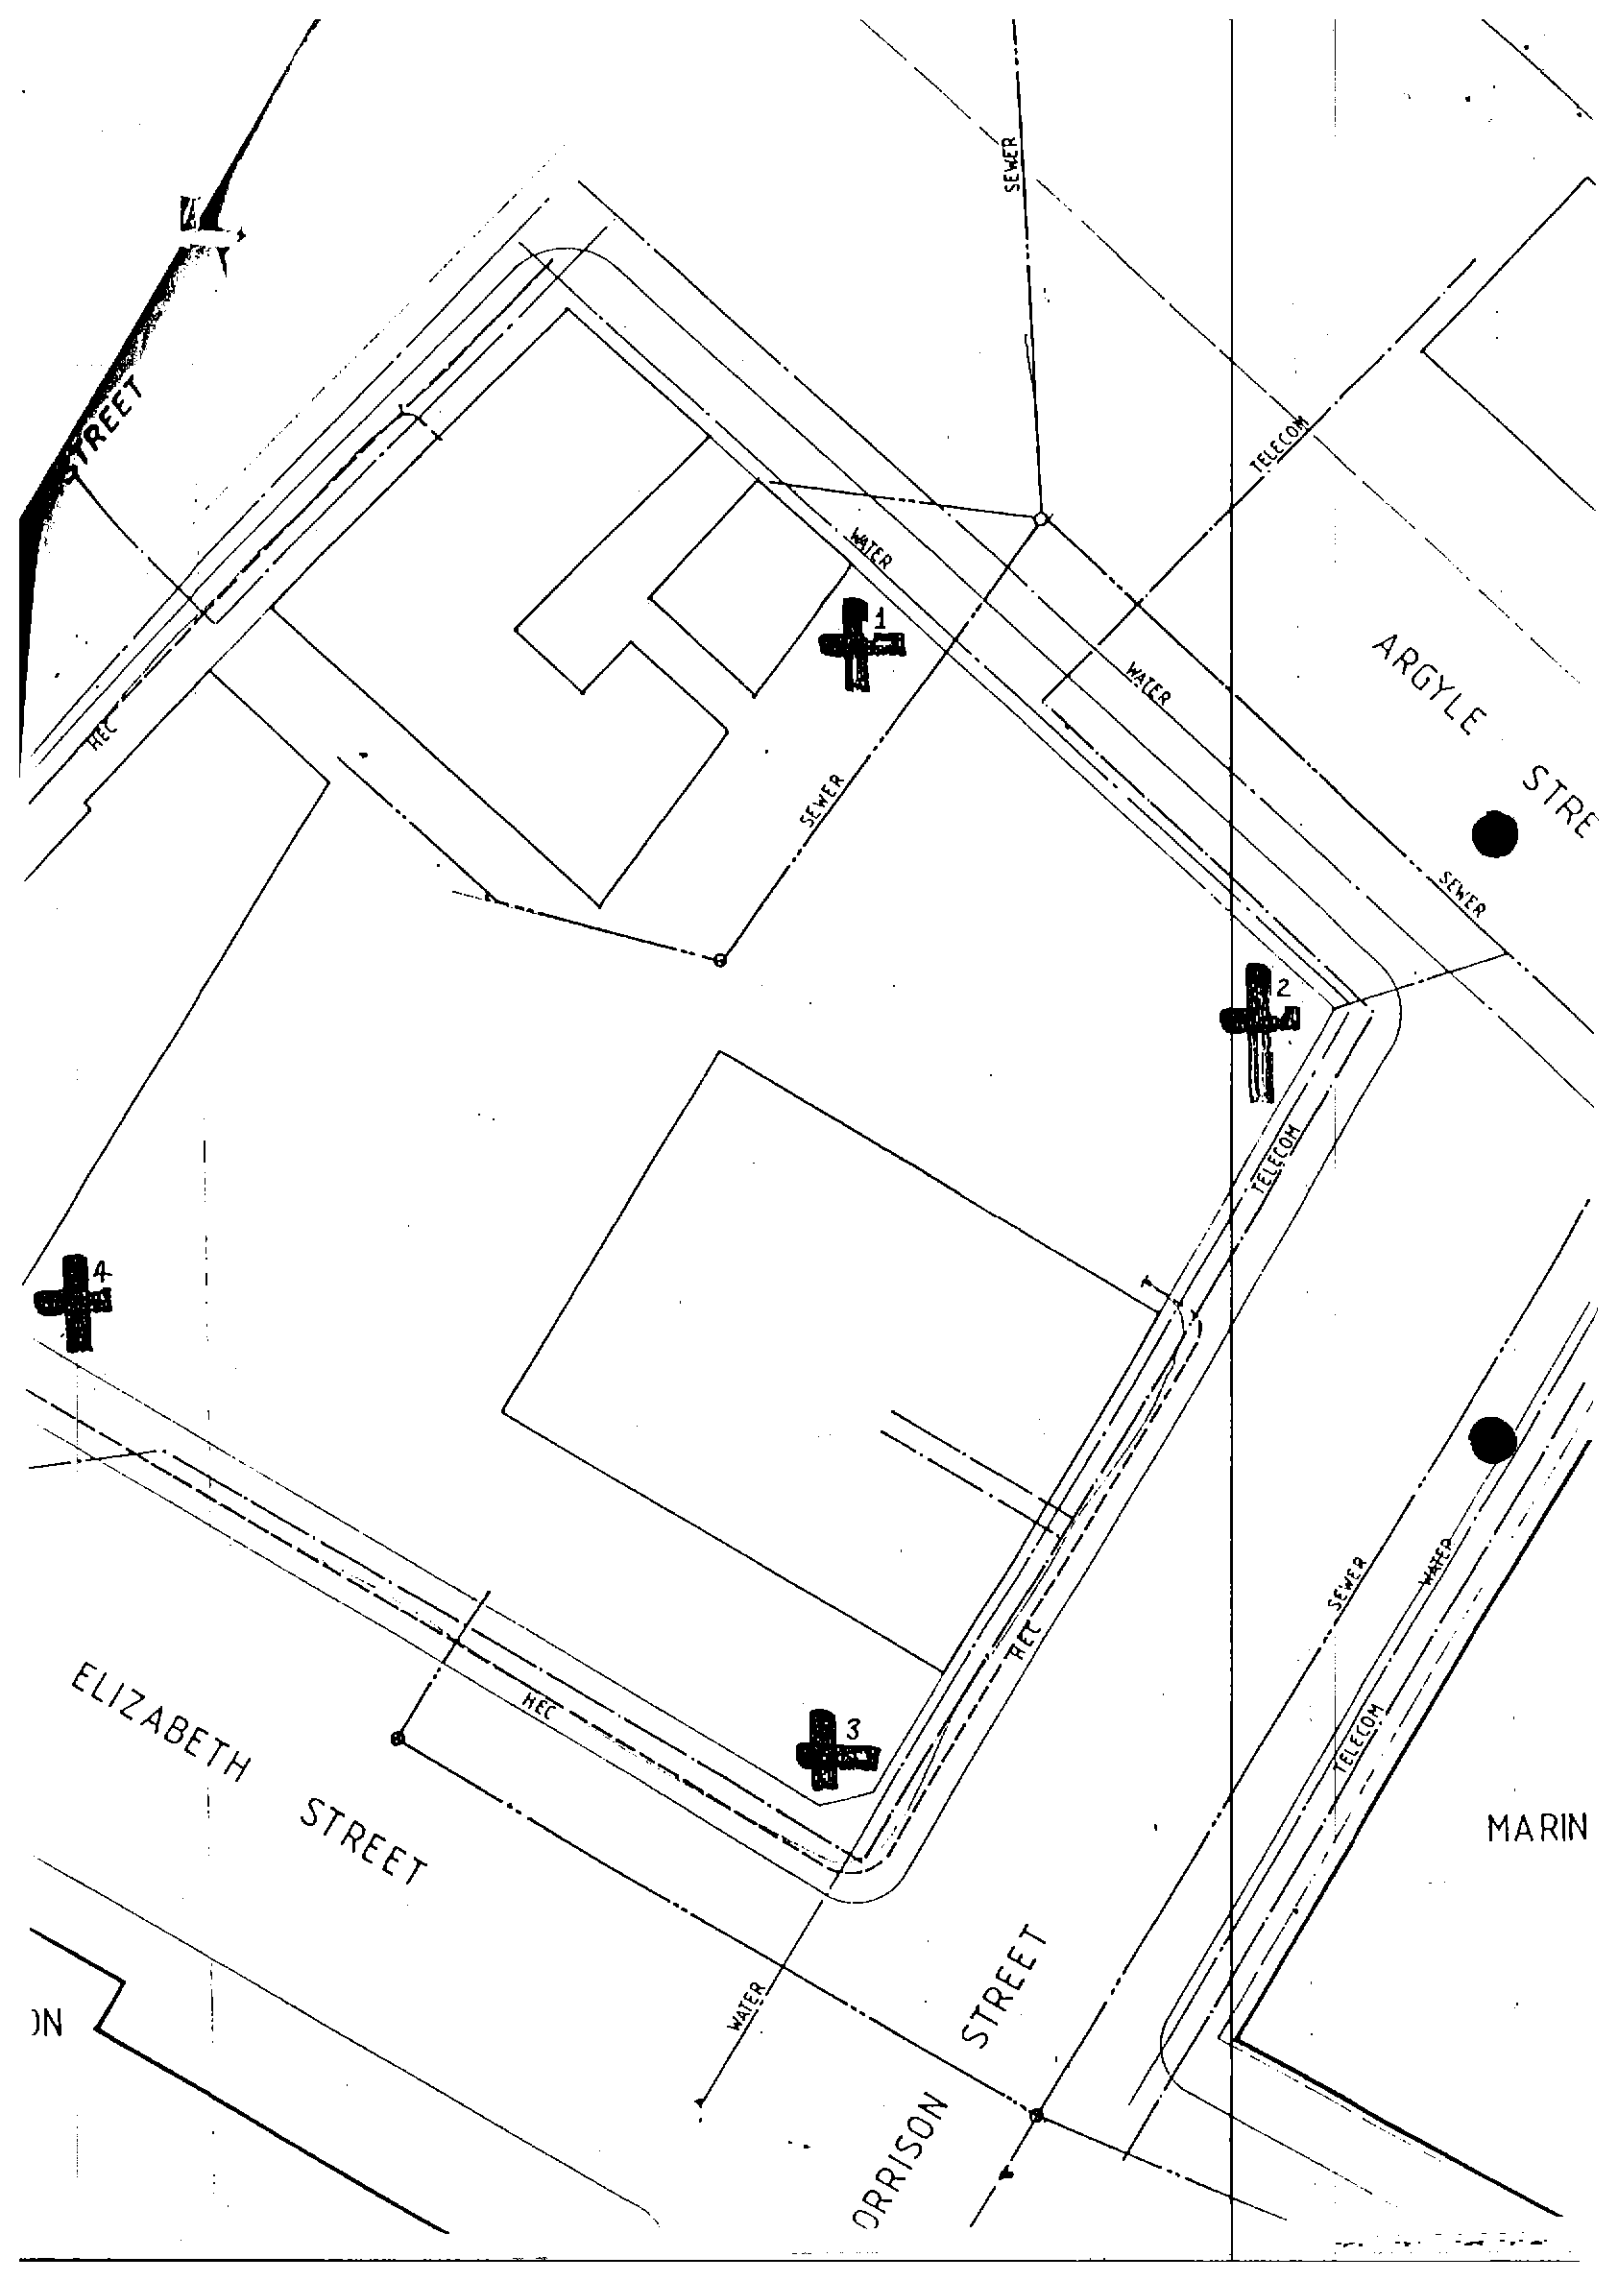 SEWER
STREET
TELECOM
WATER
1
ARGYLE
WATER
HEC
STRE
SEWER
SEWER
2
TELECOM
4
SEWER
WATER
HEC
ELIZABETH
HEC
TELECOM
3
STREET
MARIN
STREET
WATER
ON
ORRISON